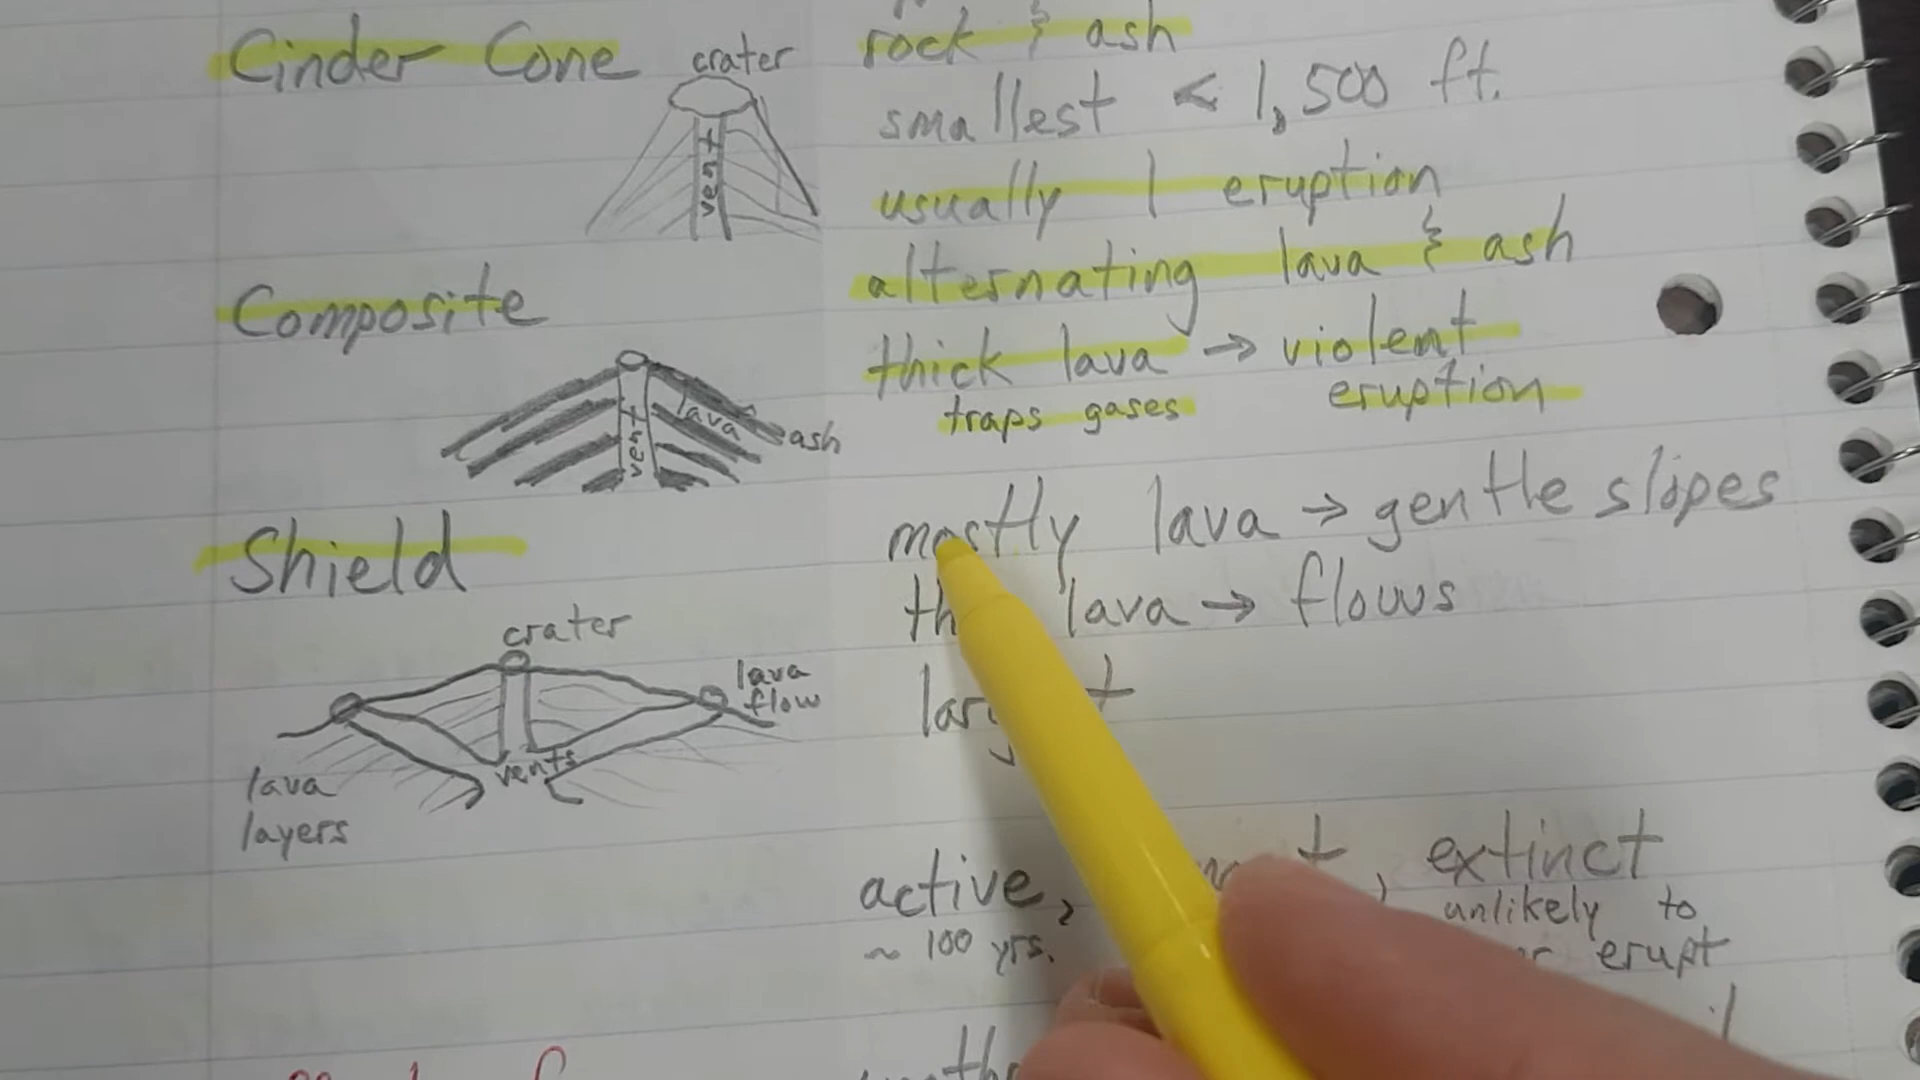 Cinder Cone
crater
vent
rock & ash
smallest < 1,500 ft.
usually 1 eruption
Composite
vent
lava
ash
alternating lava & ash
thick lava → violent
traps gases
eruption
Shield
crater
lava
flow
vents
lava
layers
mostly lava → gentle slopes
lava → flows
active, extinct
~ 100 yrs.
unlikely to
erupt